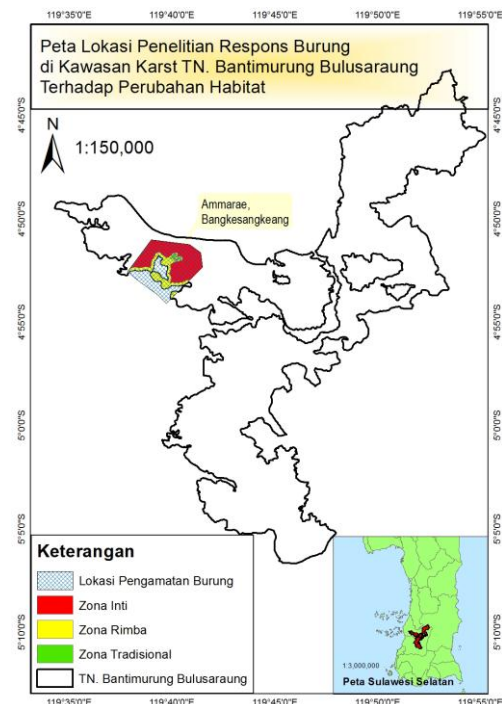 119°35'0"E 119°40'0"E 119°45'0"E 119°50'0"E 119°55'0"E
Peta Lokasi Penelitian Respons Burung
di Kawasan Karst TN. Bantimurung Bulusaraung
Terhadap Perubahan Habitat
N
1:150,000
Ammarae,
Bangkesangkeang
4°45'0"S
4°50'0"S
4°55'0"S
5°0'0"S
5°5'0"S
5°10'0"S
4°45'0"S
4°50'0"S
4°55'0"S
5°0'0"S
5°5'0"S
5°10'0"S
Keterangan
Lokasi Pengamatan Burung
Zona Inti
Zona Rimba
Zona Tradisional
TN. Bantimurung Bulusaraung
1:3,000,000
Peta Sulawesi Selatan
119°35'0"E 119°40'0"E 119°45'0"E 119°50'0"E 119°55'0"E